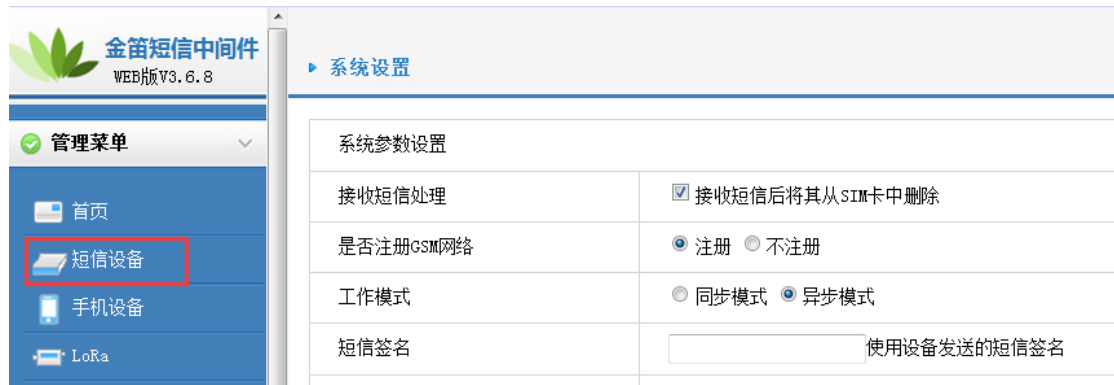 金笛短信中间件
WEB版V3.6.8
管理菜单
首页
短信设备
手机设备
LoRa
系统设置
系统参数设置
接收短信处理 接收短信后将其从SIM卡中删除
是否注册GSM网络 注册 不注册
工作模式 同步模式 异步模式
短信签名 使用设备发送的短信签名